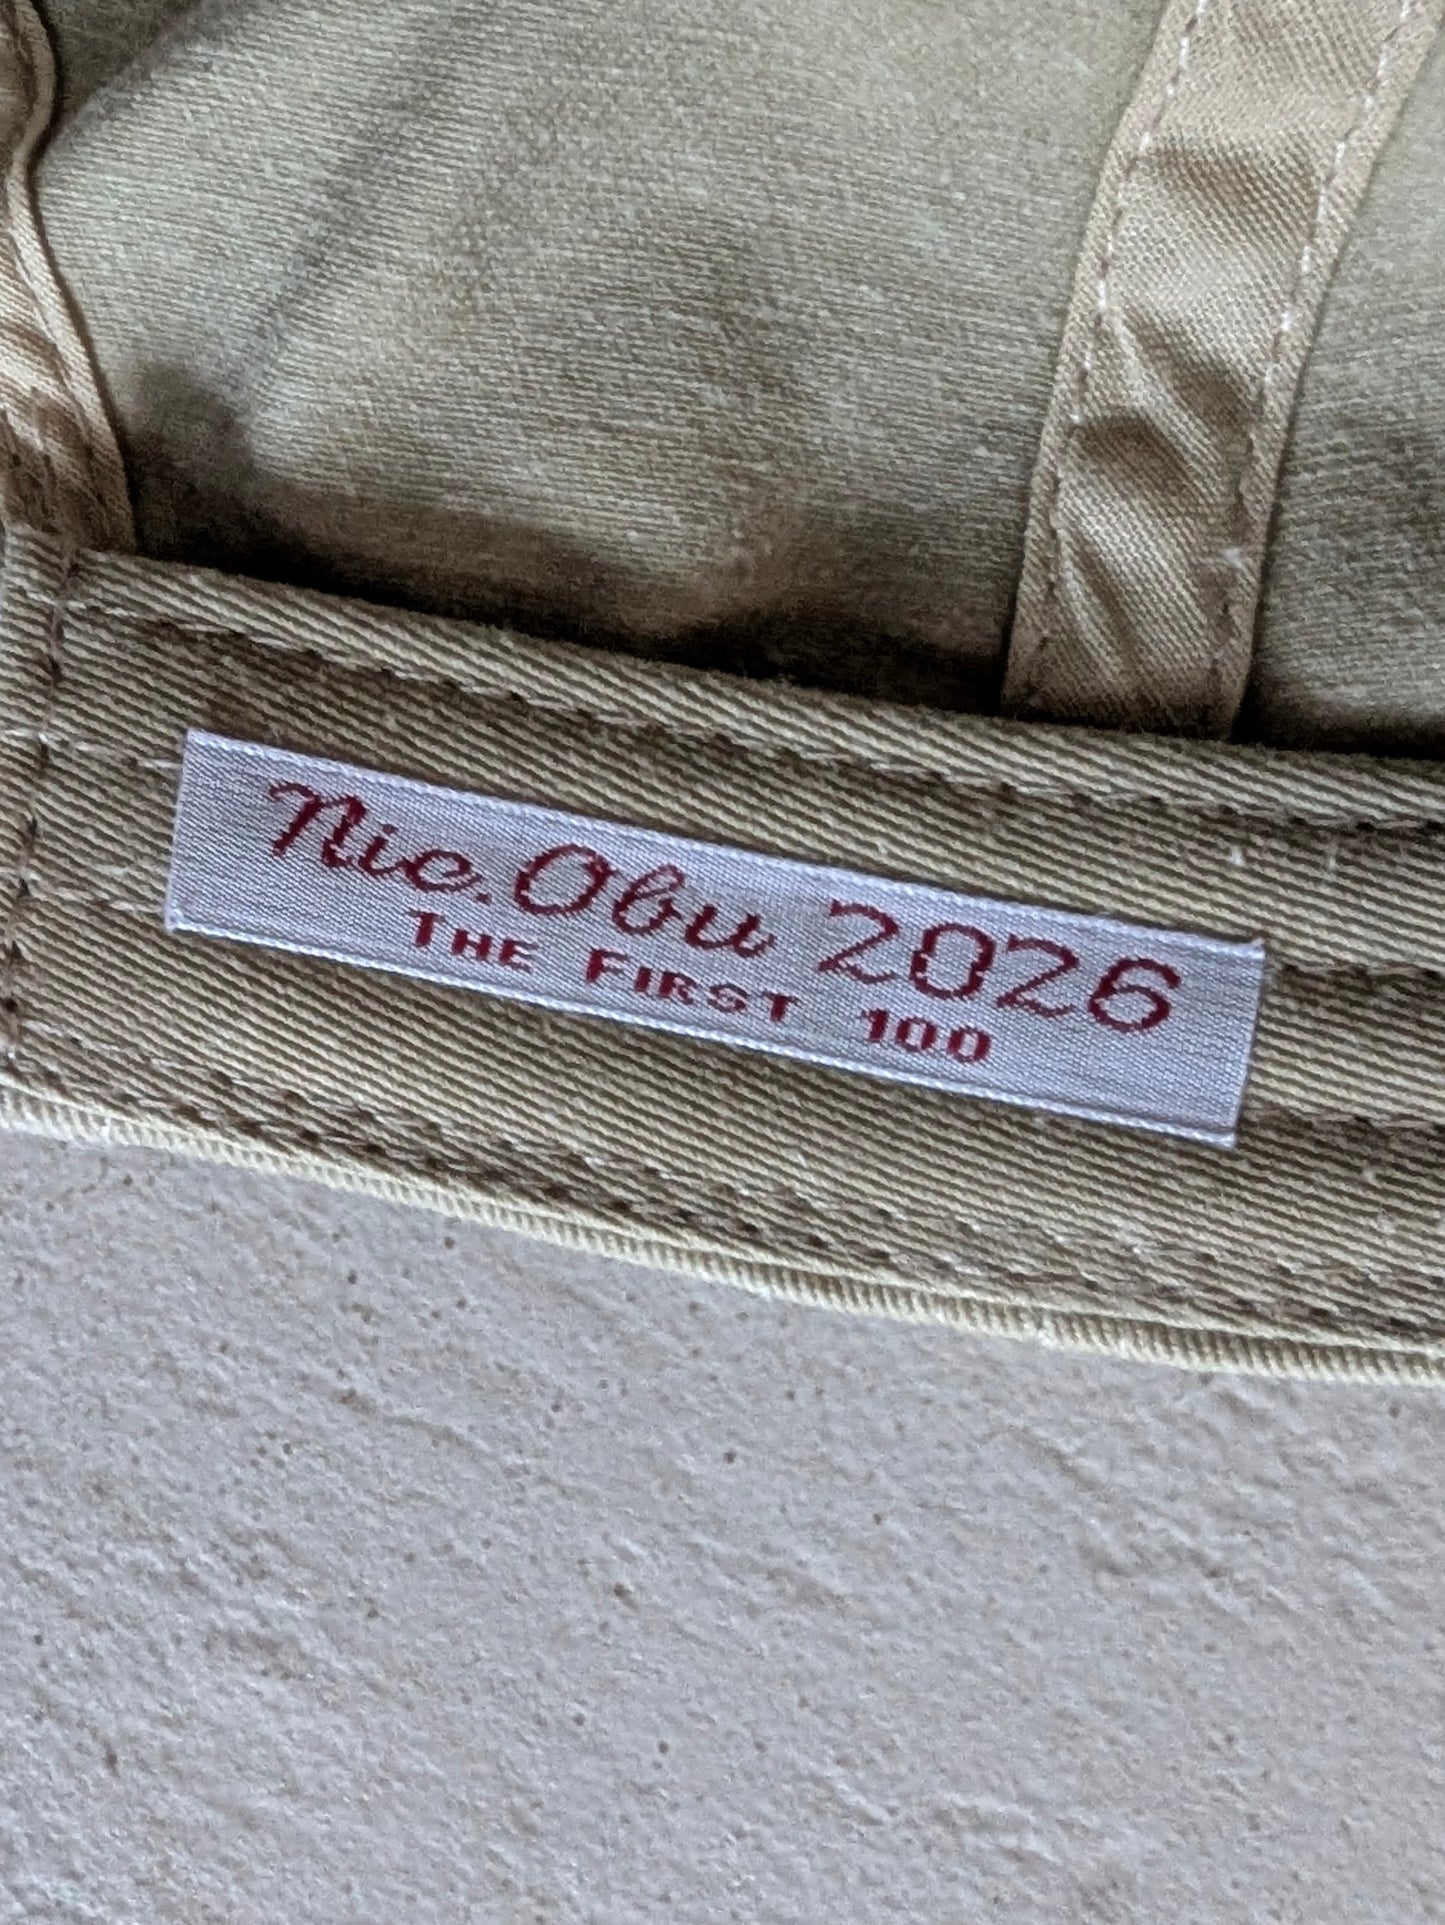 Nic.Obu 2026
THE FIRST 100